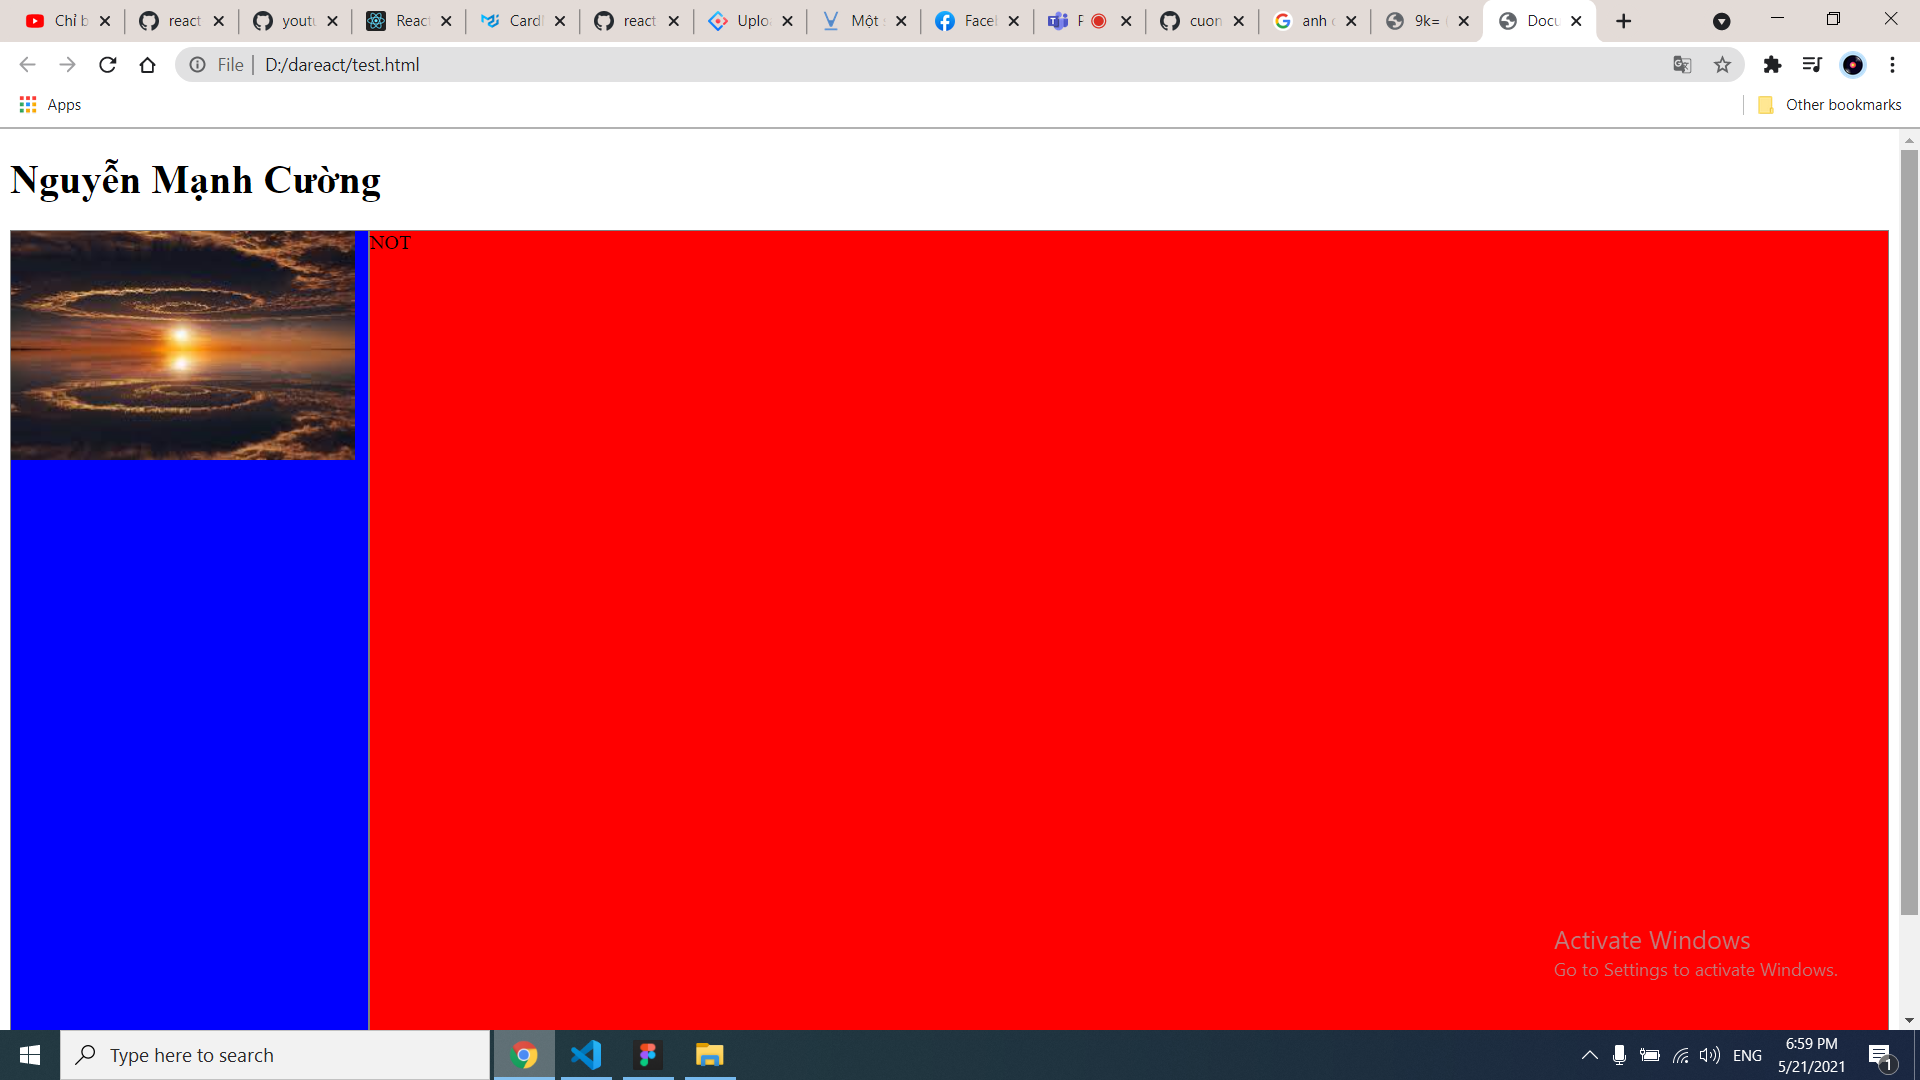 Chỉ b
react
youtu
React
Card
react
Uplo
Một s
Faceb
F
cuon
anh
9k=
Docu
File
D:/dareact/test.html
Apps
Other bookmarks
Nguyễn Mạnh Cường
NOT
Activate Windows
Go to Settings to activate Windows.
Type here to search
ENG
6:59 PM
5/21/2021
1